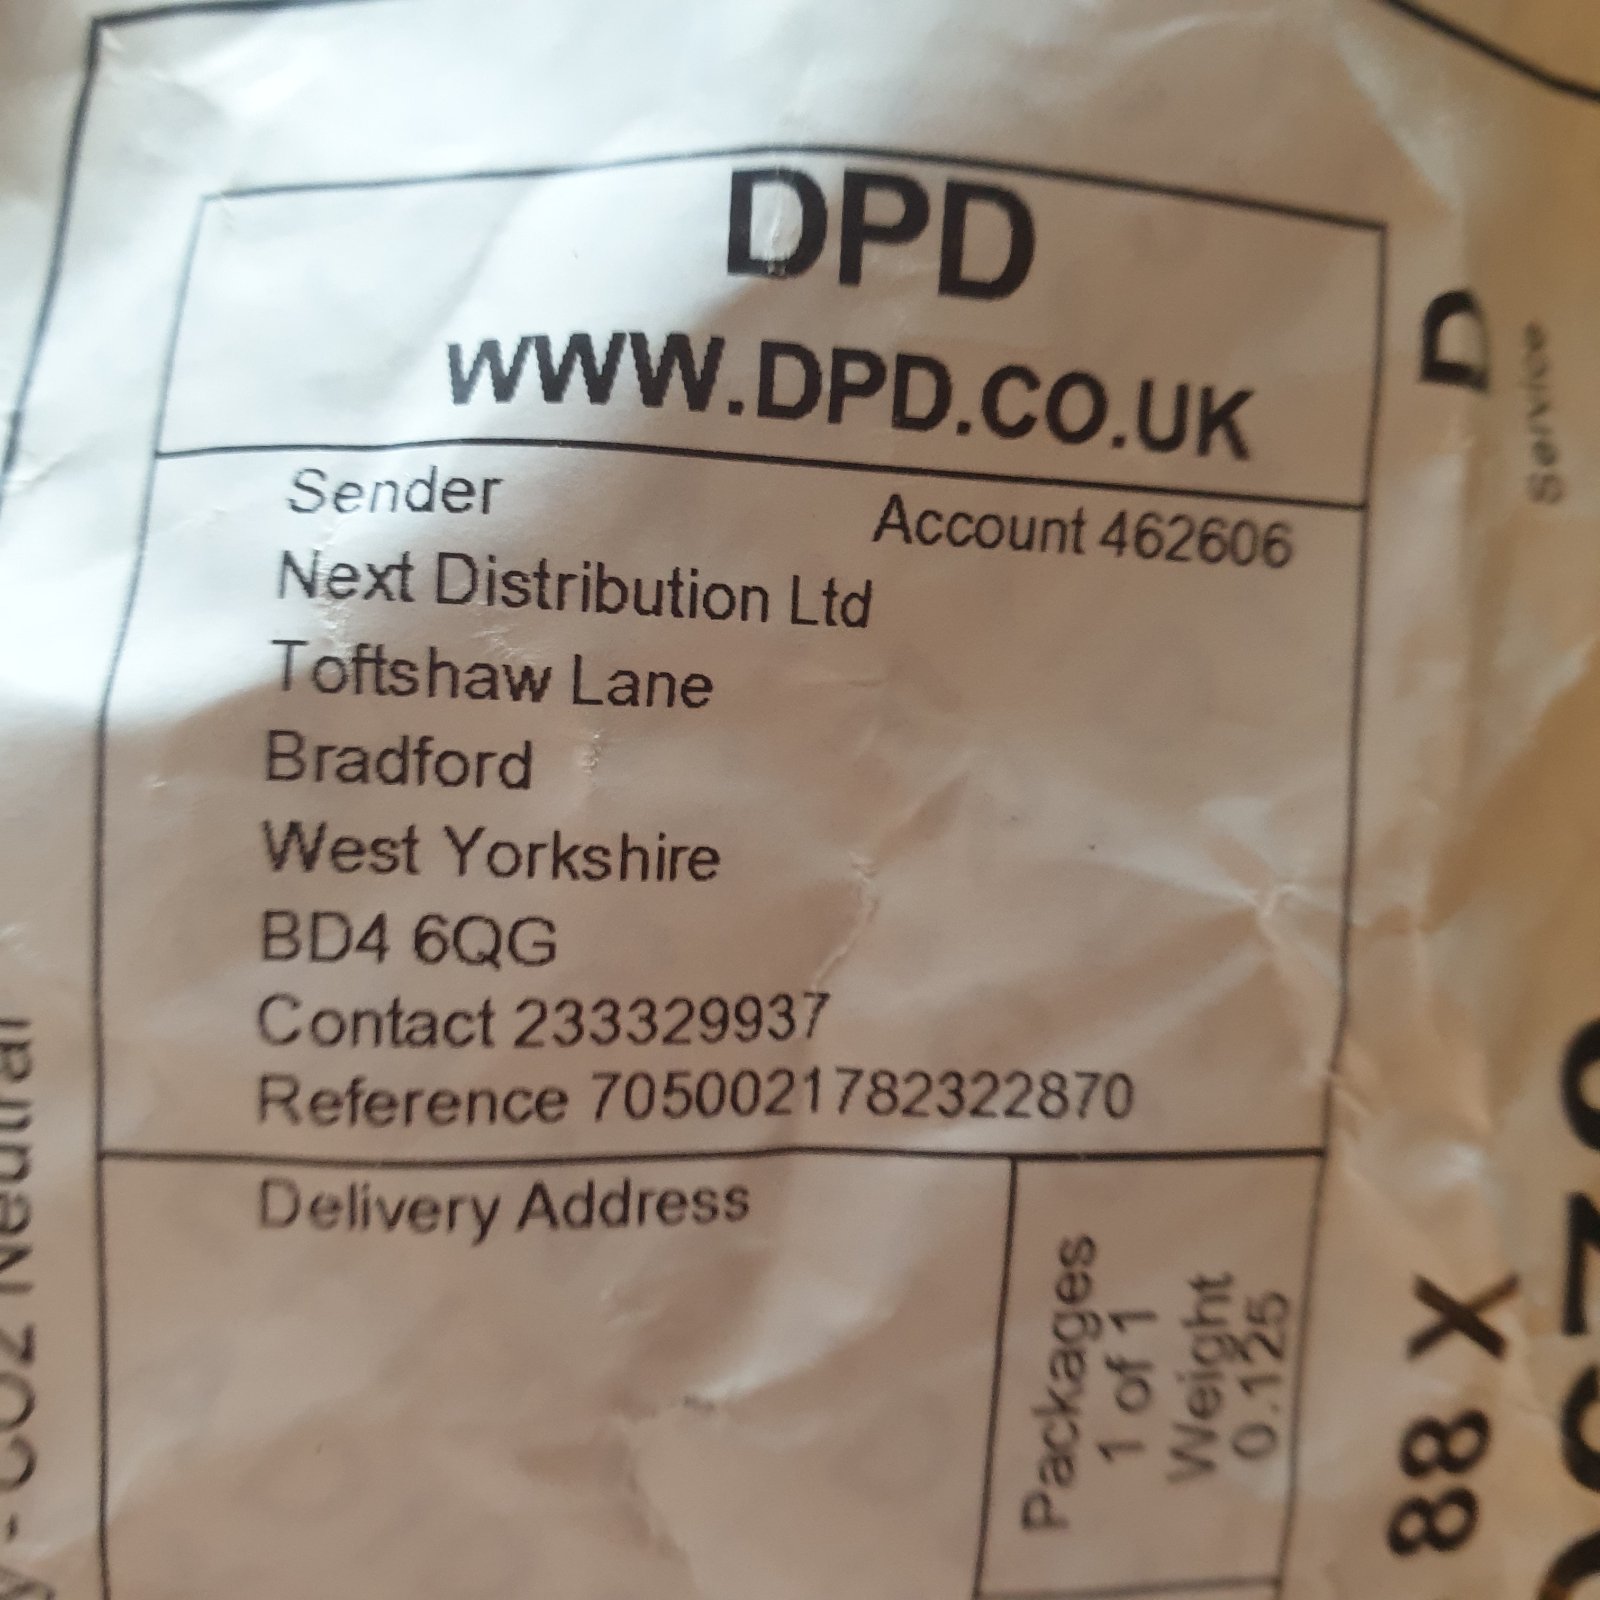 DPD
WWW.DPD.CO.UK
Sender
Account 462606
Next Distribution Ltd
Toftshaw Lane
Bradford
West Yorkshire
BD4 6QG
Contact 233329937
Reference 7050021782322870
Delivery Address
Packages
1 of 1
Weight
0.125
D
Service
88 X
- CO2 Neutral